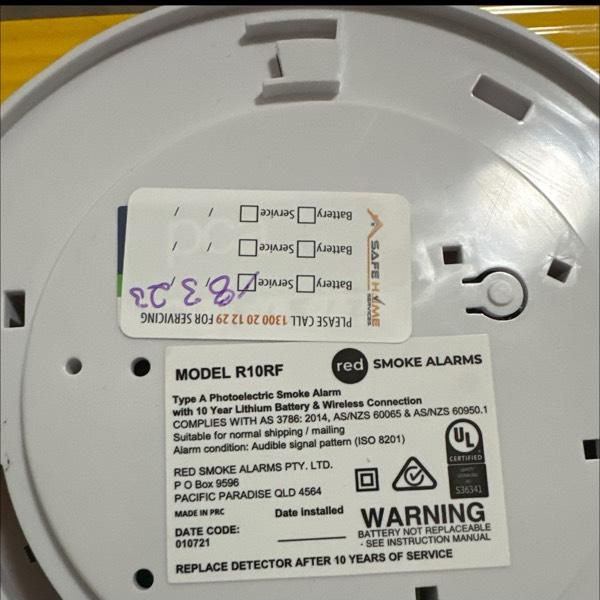 SAFE HOME
SERVICES
Battery Service / /
Battery Service / /
Battery Service / /
8 3, 23
PLEASE CALL 1300 20 12 29 FOR SERVICING
MODEL R10RF
red SMOKE ALARMS
Type A Photoelectric Smoke Alarm
with 10 Year Lithium Battery & Wireless Connection
COMPLIES WITH AS 3786: 2014, AS/NZS 60065 & AS/NZS 60950.1
Suitable for normal shipping / mailing
Alarm condition: Audible signal pattern (ISO 8201)
UL
CERTIFIED
S36341
RED SMOKE ALARMS PTY. LTD.
P O Box 9596
PACIFIC PARADISE QLD 4564
MADE IN PRC
Date installed
DATE CODE:
010721
WARNING
BATTERY NOT REPLACEABLE
- SEE INSTRUCTION MANUAL
REPLACE DETECTOR AFTER 10 YEARS OF SERVICE